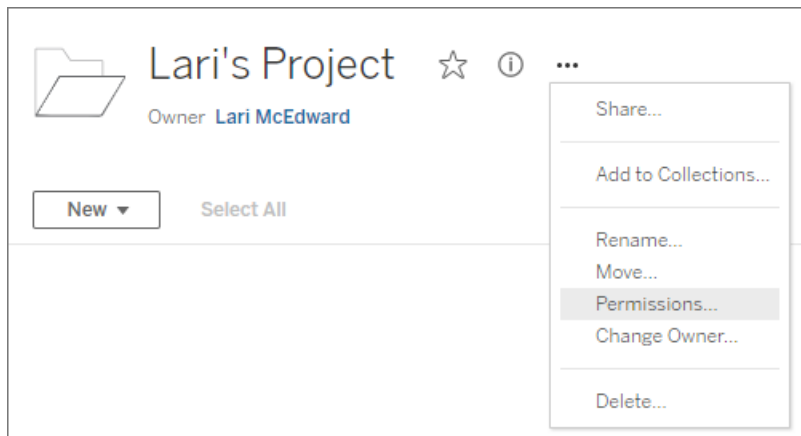 Lari's Project
Owner Lari McEdward
New
Select All
Share...
Add to Collections...
Rename...
Move...
Permissions...
Change Owner...
Delete...